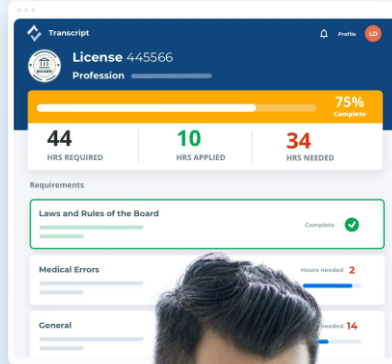 Transcript
Profile LD
License 445566
BOARD
Profession
75%
Complete
44 10 34
HRS REQUIRED HRS APPLIED HRS NEEDED
Requirements
Laws and Rules of the Board
Complete
Medical Errors
Hours needed 2
General
needed 14